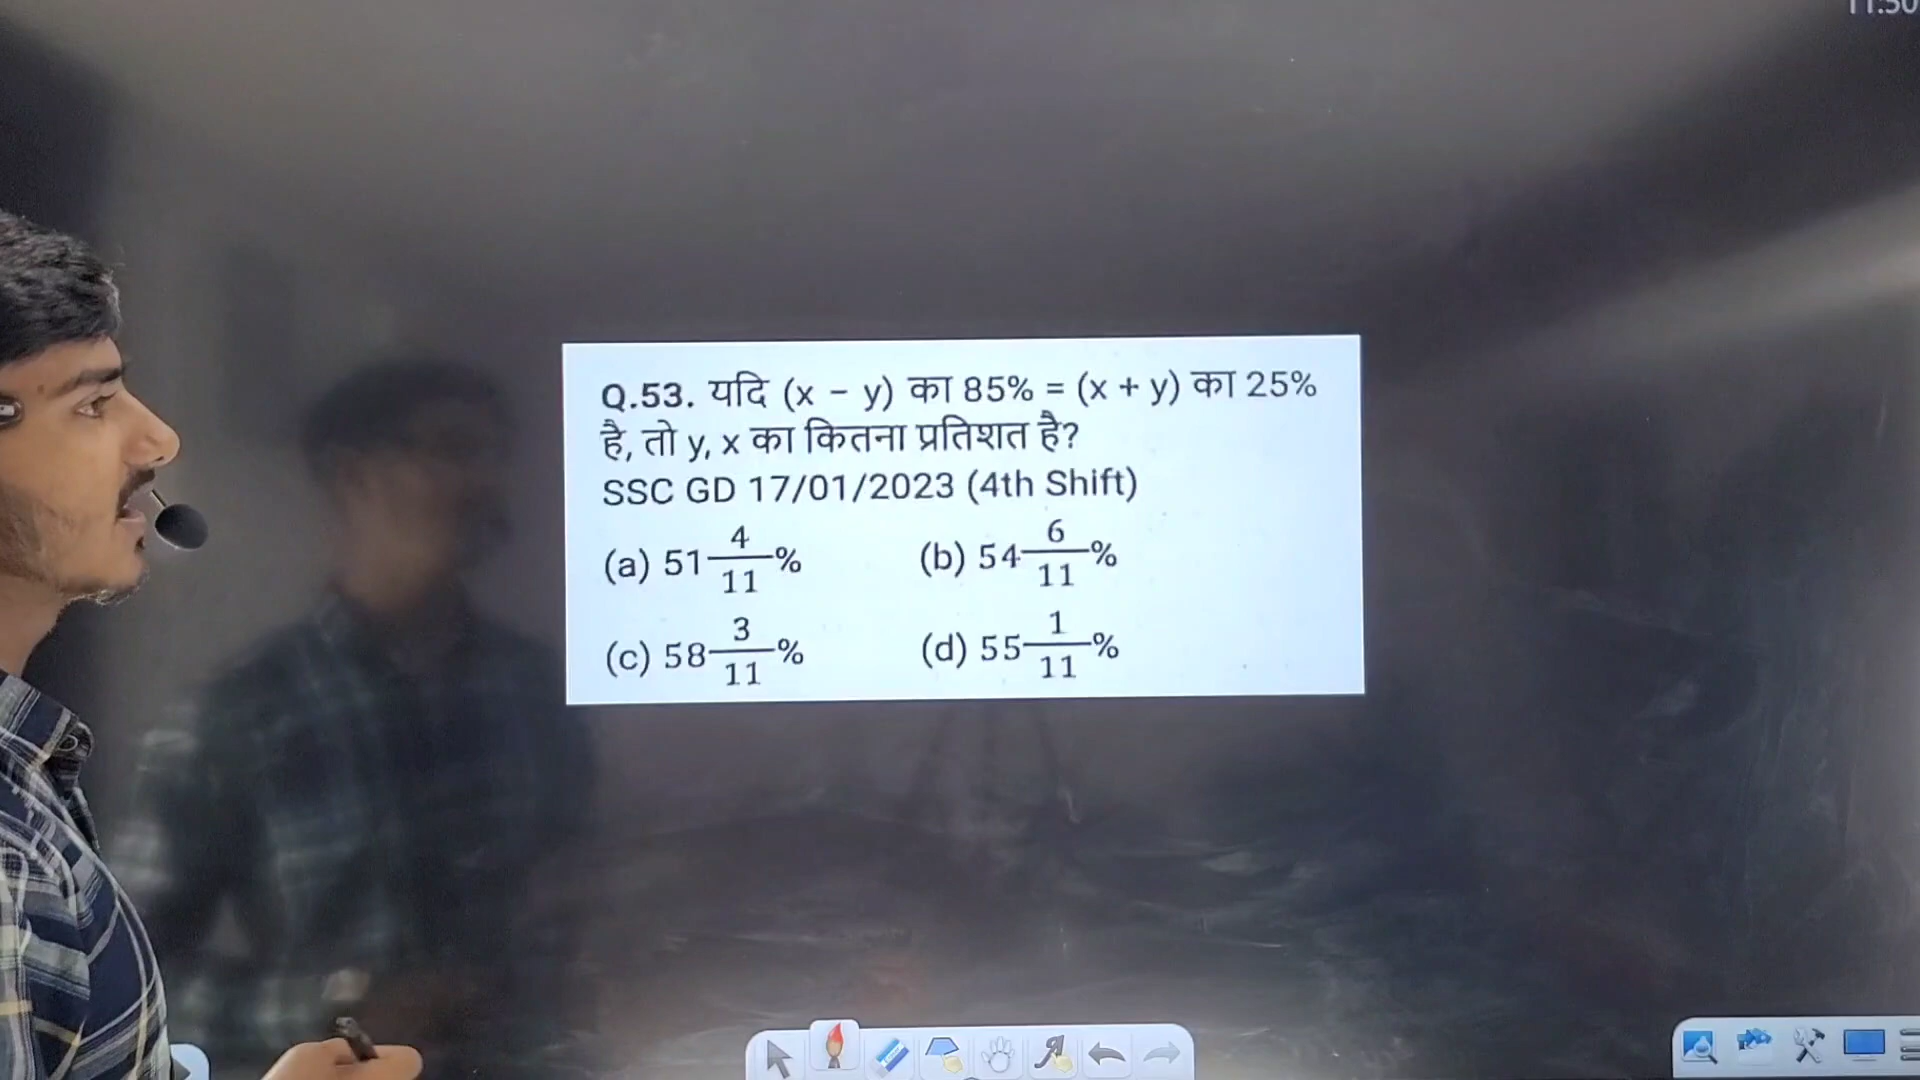 Q.53. यदि (x – y) का 85% = (x + y) का 25%
है, तो y, x का कितना प्रतिशत है?
SSC GD 17/01/2023 (4th Shift)
(a) 51 4/11 % (b) 54 6/11 %
(c) 58 3/11 % (d) 55 1/11 %